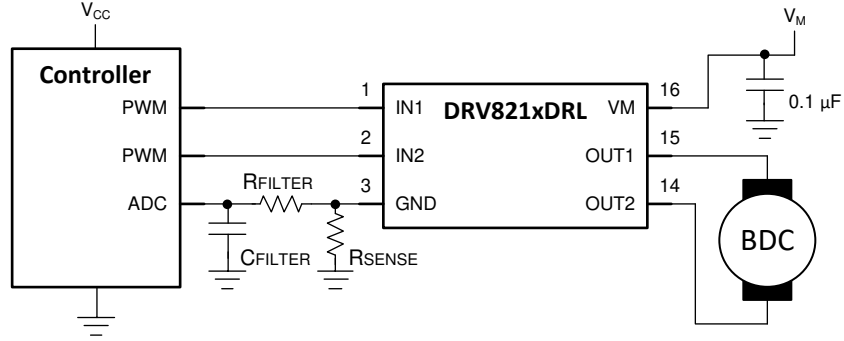 VCC
VM
Controller
DRV821xDRL
PWM
1
IN1
VM
16
0.1 µF
PWM
2
IN2
OUT1
15
ADC
RFILTER
3
GND
OUT2
14
CFILTER
RSENSE
BDC